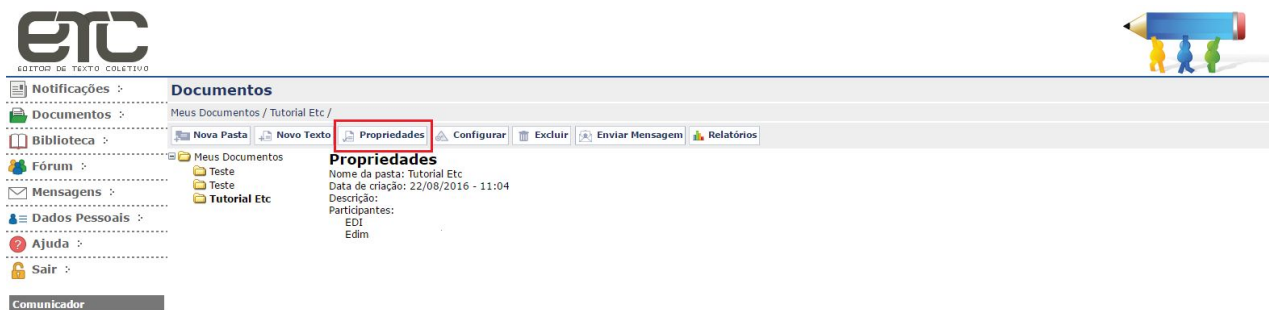 ETC
EDITOR DE TEXTO COLETIVO
Notificações
Documentos
Biblioteca
Fórum
Mensagens
Dados Pessoais
Ajuda
Sair
Comunicador
Documentos
Meus Documentos / Tutorial Etc /
Nova Pasta Novo Texto Propriedades Configurar Excluir Enviar Mensagem Relatórios
Meus Documentos
Teste
Teste
Tutorial Etc
Propriedades
Nome da pasta: Tutorial Etc
Data de criação: 22/08/2016 - 11:04
Descrição:
Participantes:
EDI
Edim